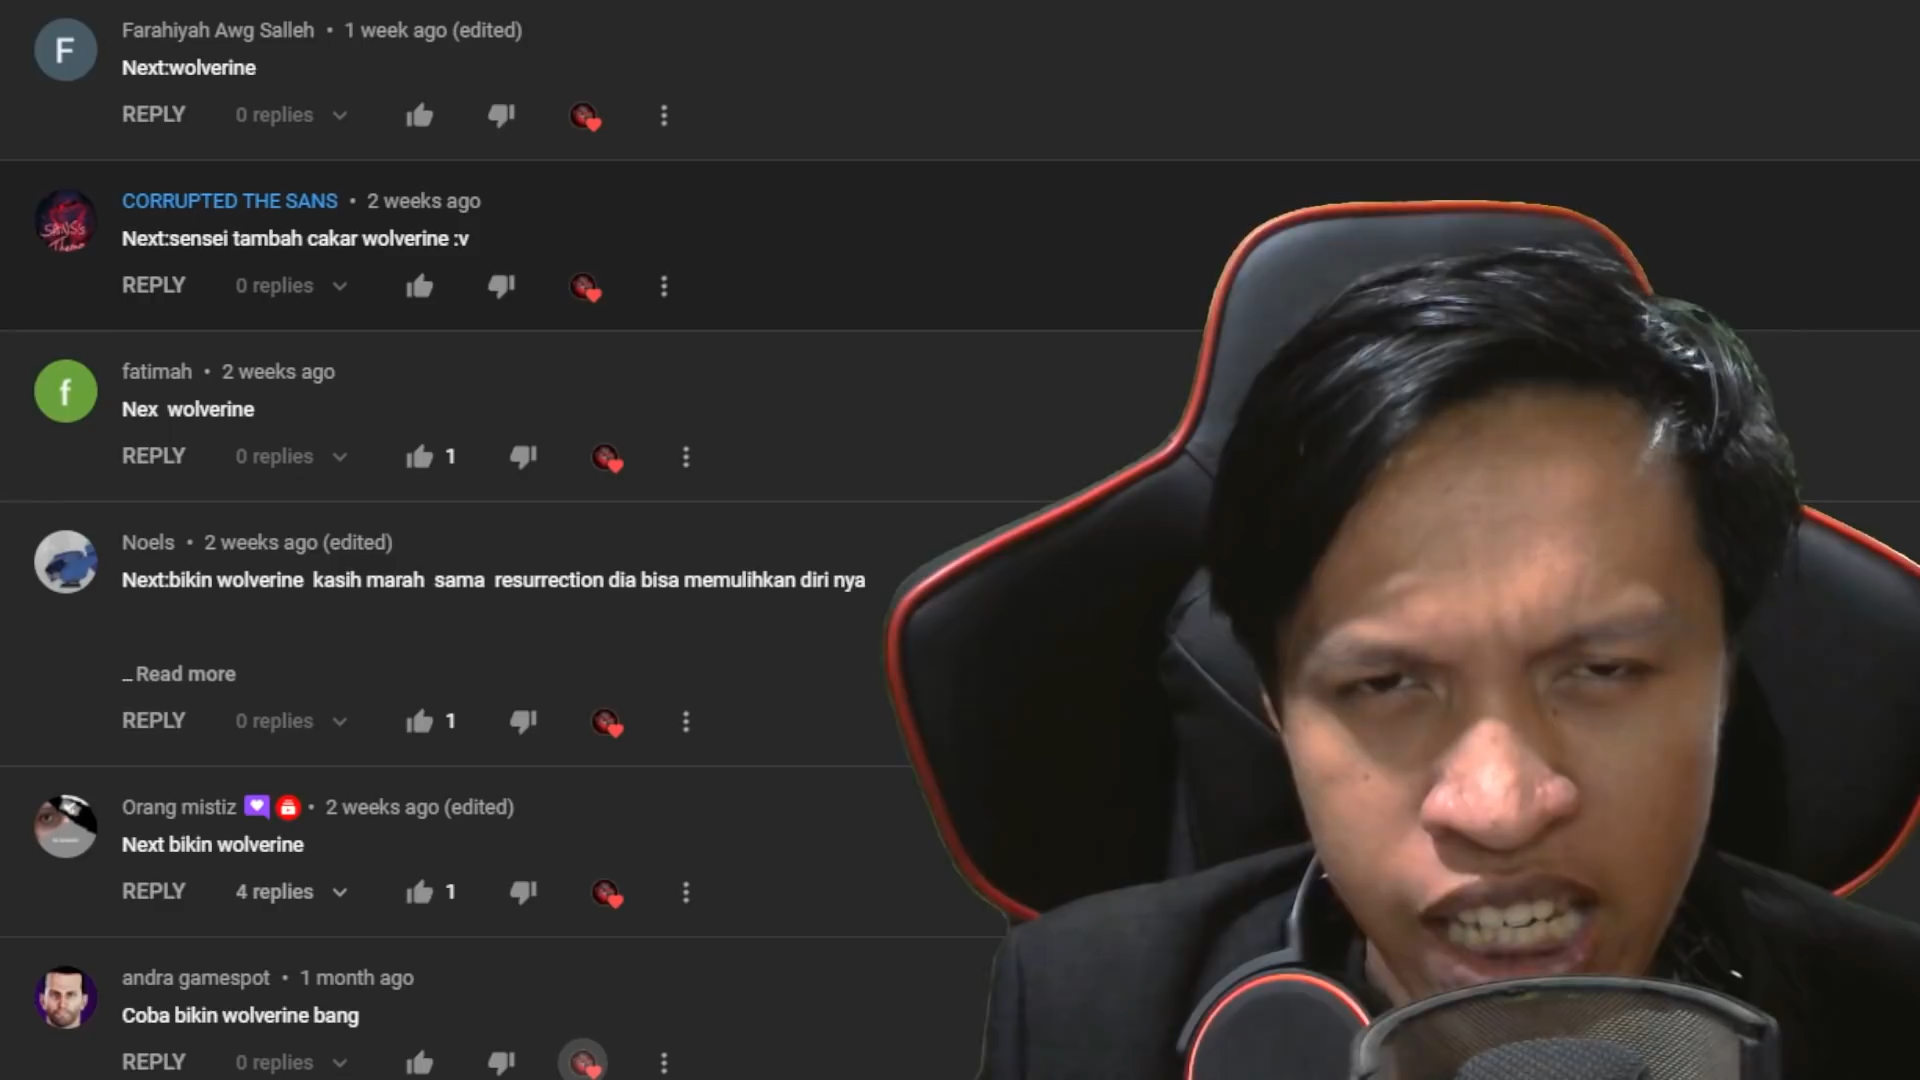 F
Farahiyah Awg Salleh • 1 week ago (edited)
Next:wolverine
REPLY 0 replies
CORRUPTED THE SANS • 2 weeks ago
Next:sensei tambah cakar wolverine :v
REPLY 0 replies
SANS's
Theme
f
fatimah • 2 weeks ago
Nex wolverine
REPLY 0 replies 1
Noels • 2 weeks ago (edited)
Next:bikin wolverine kasih marah sama resurrection dia bisa memulihkan diri nya
... Read more
REPLY 0 replies 1
Orang mistiz • 2 weeks ago (edited)
Next bikin wolverine
REPLY 4 replies 1
andra gamespot • 1 month ago
Coba bikin wolverine bang
REPLY 0 replies